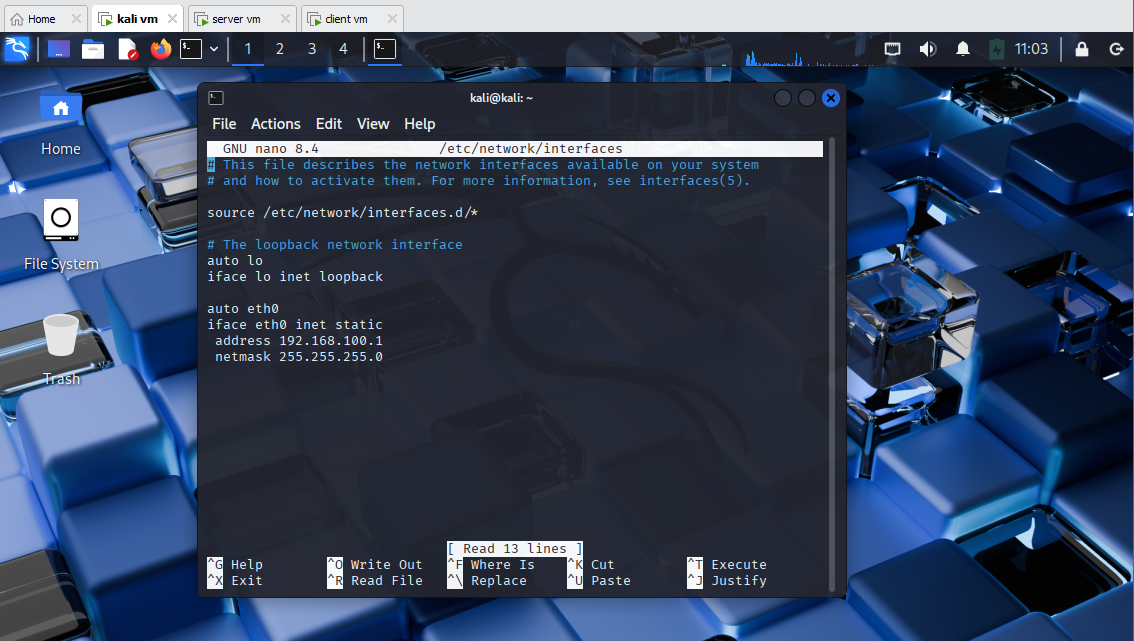 Home
kali vm
server vm
client vm
1 2 3 4
11:03
Home
File System
Trash
kali@kali: ~
File Actions Edit View Help
GNU nano 8.4 /etc/network/interfaces
# This file describes the network interfaces available on your system
# and how to activate them. For more information, see interfaces(5).
source /etc/network/interfaces.d/*
# The loopback network interface
auto lo
iface lo inet loopback
auto eth0
iface eth0 inet static
address 192.168.100.1
netmask 255.255.255.0
[ Read 13 lines ]
^G Help ^O Write Out ^F Where Is ^K Cut ^T Execute
^X Exit ^R Read File ^\ Replace ^U Paste ^J Justify